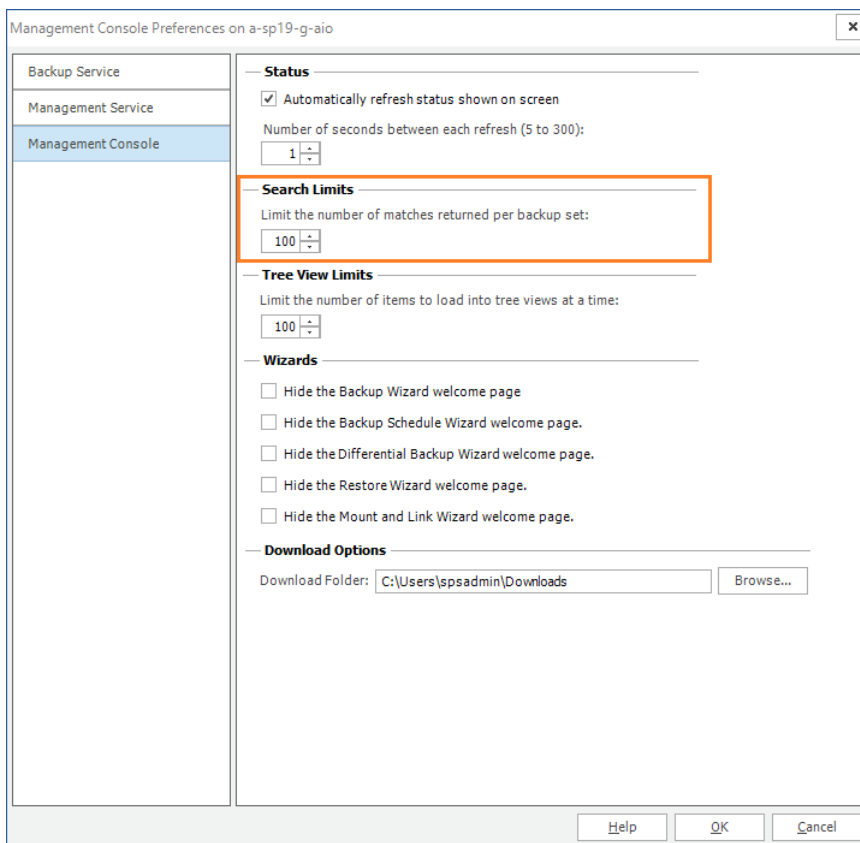 Management Console Preferences on a-sp19-g-aio
Backup Service
Management Service
Management Console
Status
Automatically refresh status shown on screen
Number of seconds between each refresh (5 to 300):
1
Search Limits
Limit the number of matches returned per backup set:
100
Tree View Limits
Limit the number of items to load into tree views at a time:
100
Wizards
Hide the Backup Wizard welcome page
Hide the Backup Schedule Wizard welcome page.
Hide the Differential Backup Wizard welcome page.
Hide the Restore Wizard welcome page.
Hide the Mount and Link Wizard welcome page.
Download Options
Download Folder: C:\Users\spsadmin\Downloads Browse...
Help OK Cancel